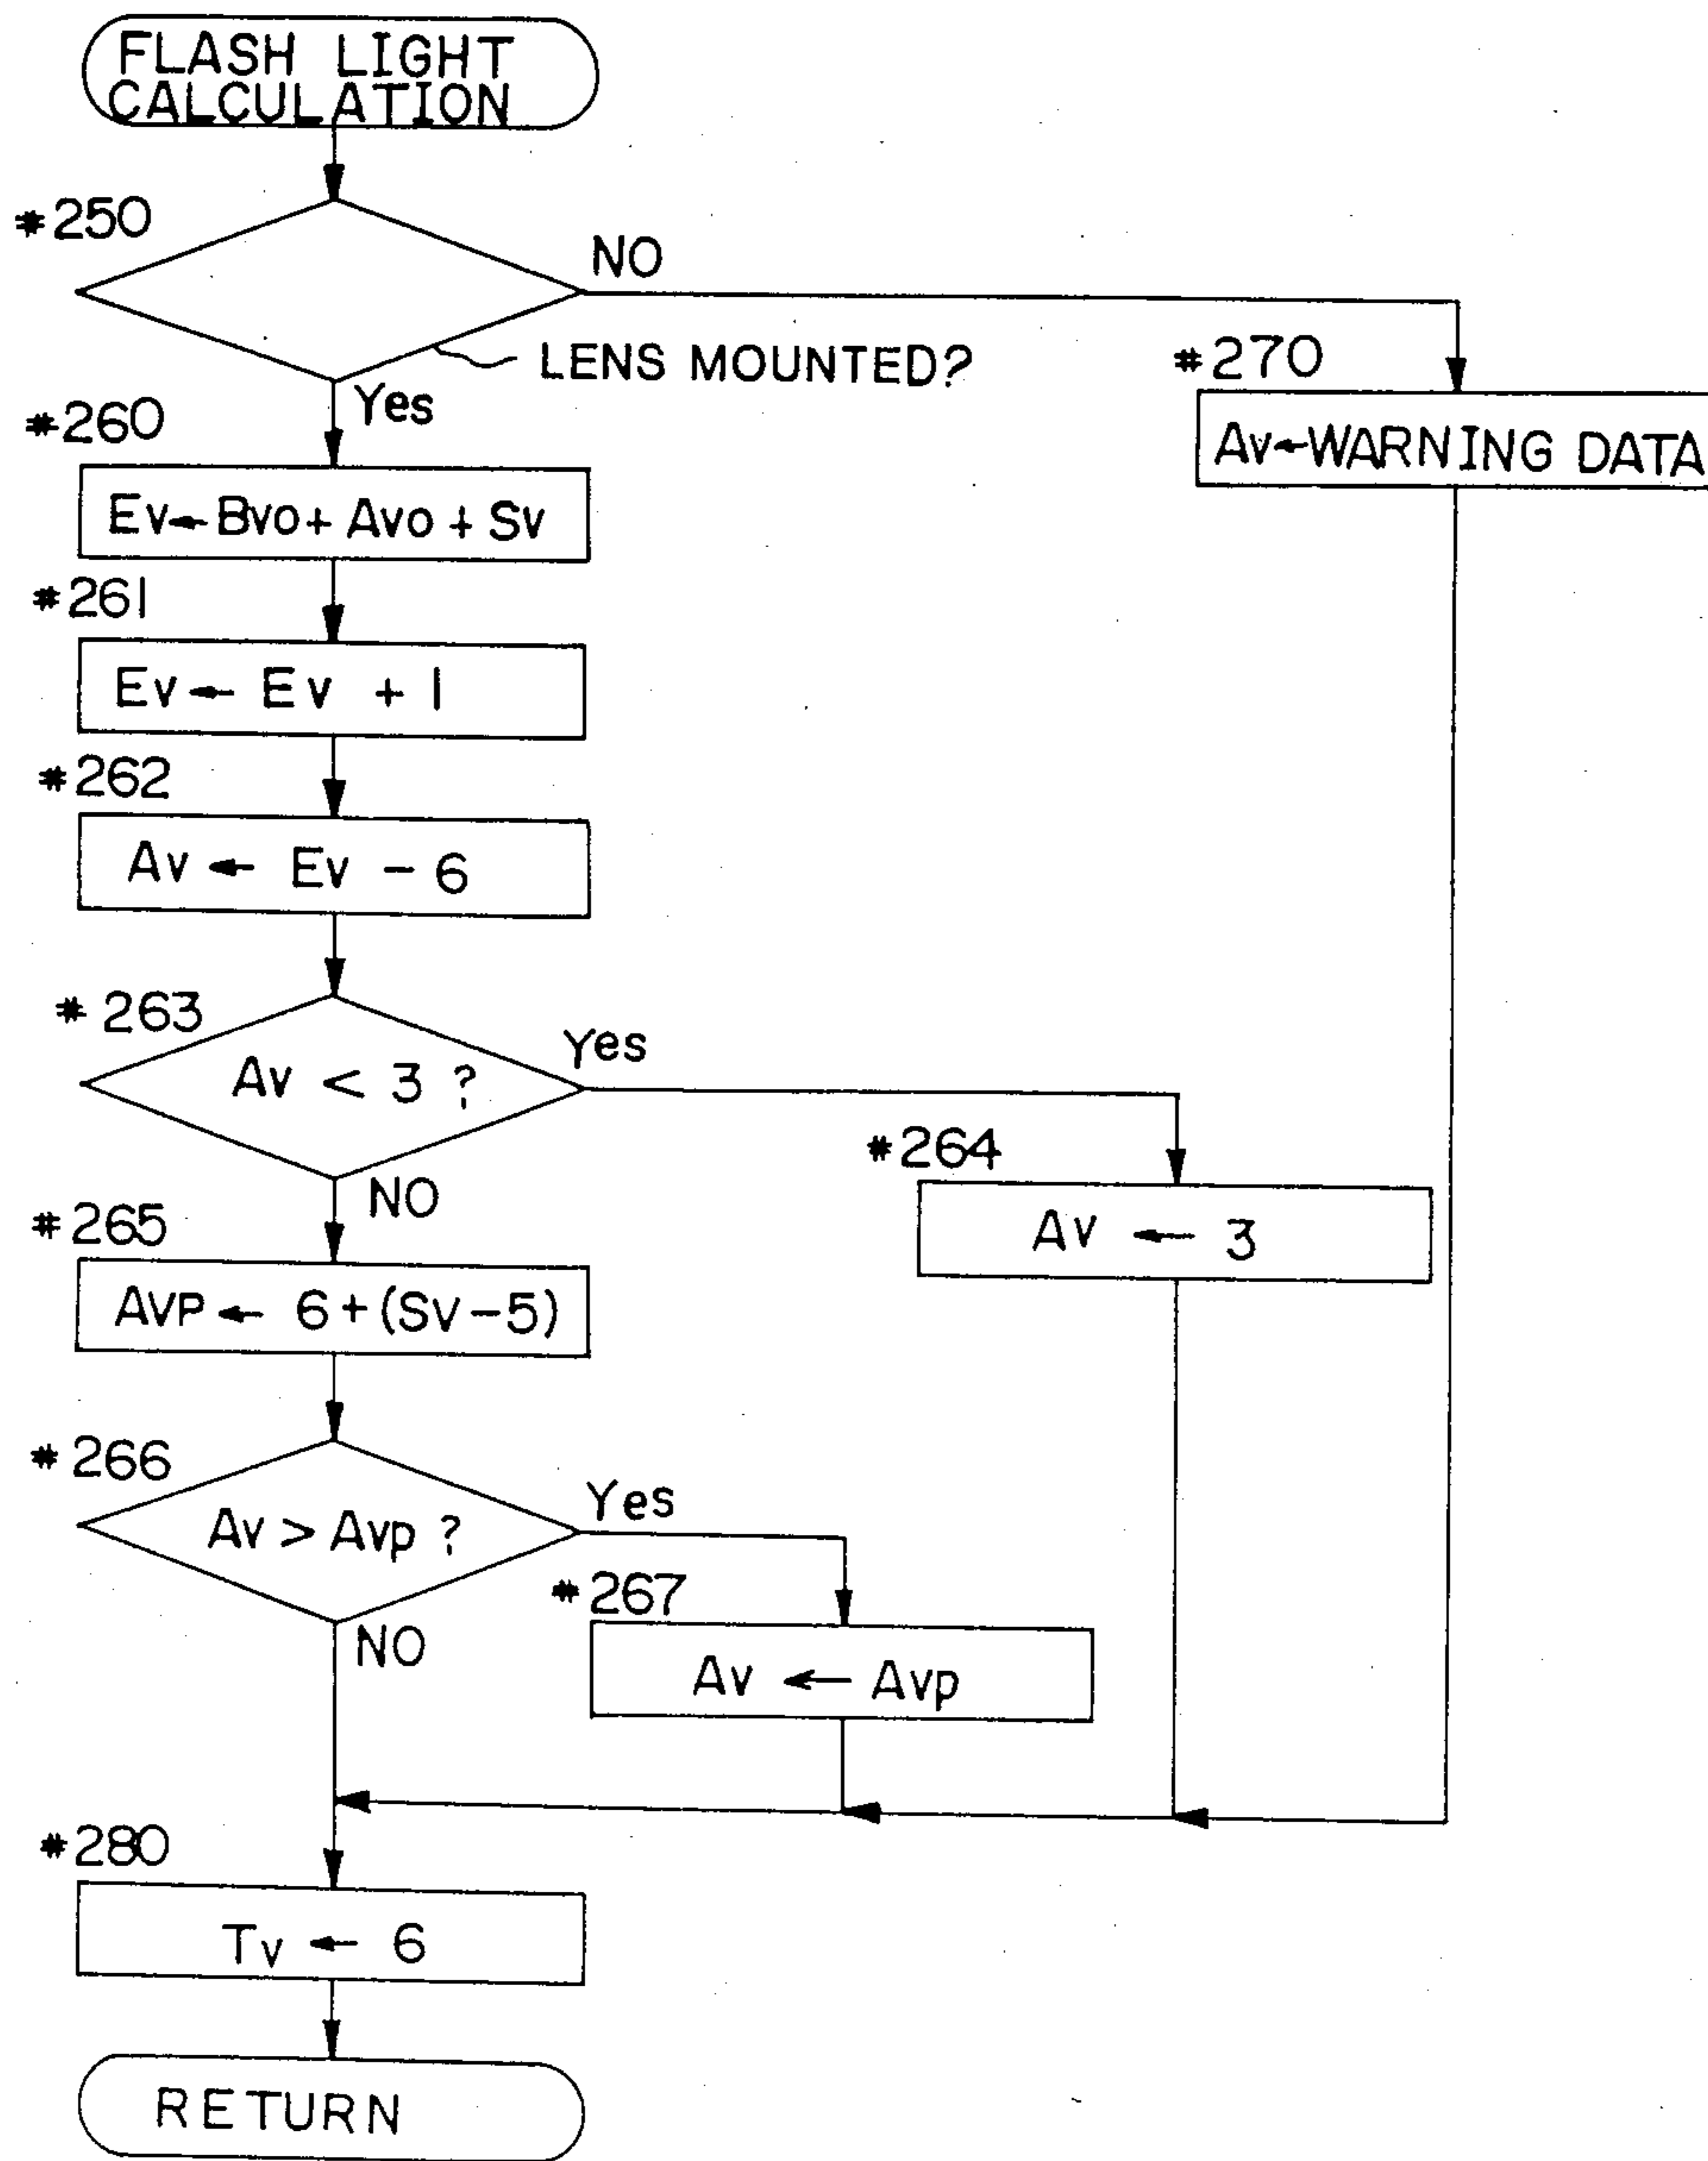 FLASH LIGHT
CALCULATION
*250
NO
LENS MOUNTED?
Yes
*270
Av←WARNING DATA
*260
Ev←Bvo+Avo+Sv
*261
Ev←Ev+1
*262
Av←Ev-6
*263
Av<3?
Yes
NO
*264
Av←3
*265
AVP←6+(SV-5)
*266
Av>Avp?
Yes
NO
*267
Av←Avp
*280
Tv←6
RETURN